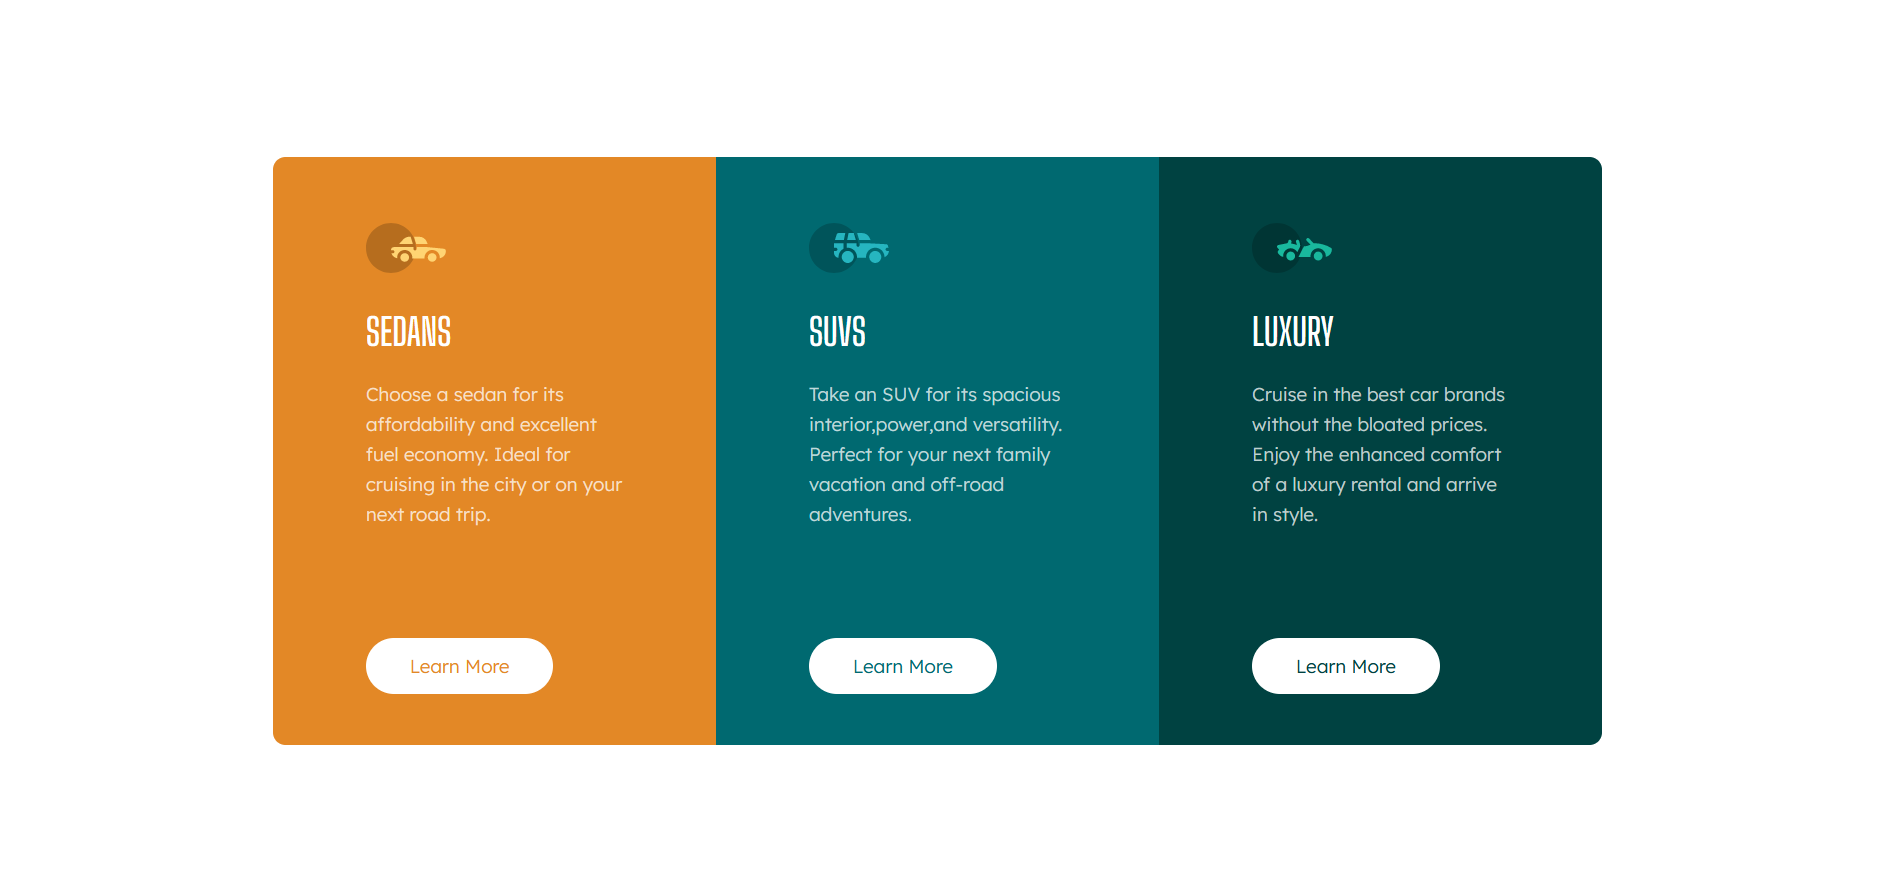 SEDANS
Choose a sedan for its
affordability and excellent
fuel economy. Ideal for
cruising in the city or on your
next road trip.
Learn More
SUVS
Take an SUV for its spacious
interior,power,and versatility.
Perfect for your next family
vacation and off-road
adventures.
Learn More
LUXURY
Cruise in the best car brands
without the bloated prices.
Enjoy the enhanced comfort
of a luxury rental and arrive
in style.
Learn More